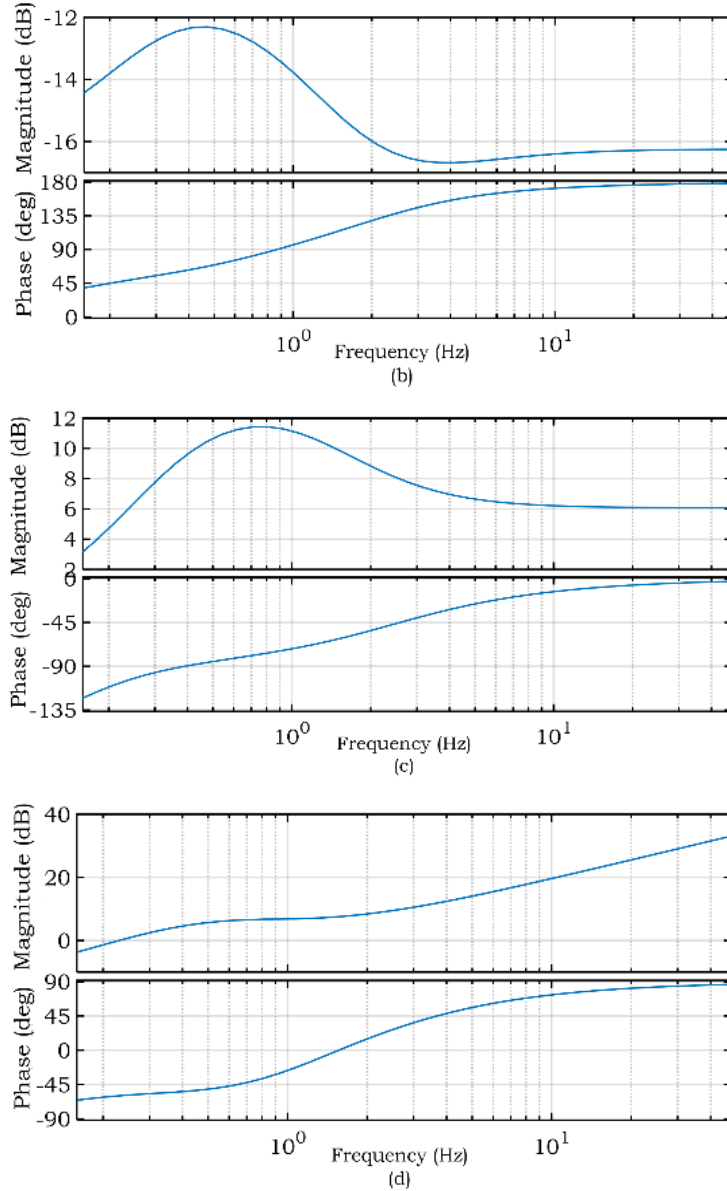 Magnitude (dB)
-12
-14
-16
Phase (deg)
180
135
90
45
0
10^0
10^1
Frequency (Hz)
(b)
Magnitude (dB)
12
10
8
6
4
2
Phase (deg)
0
-45
-90
-135
10^0
10^1
Frequency (Hz)
(c)
Magnitude (dB)
40
20
0
Phase (deg)
90
45
0
-45
-90
10^0
10^1
Frequency (Hz)
(d)